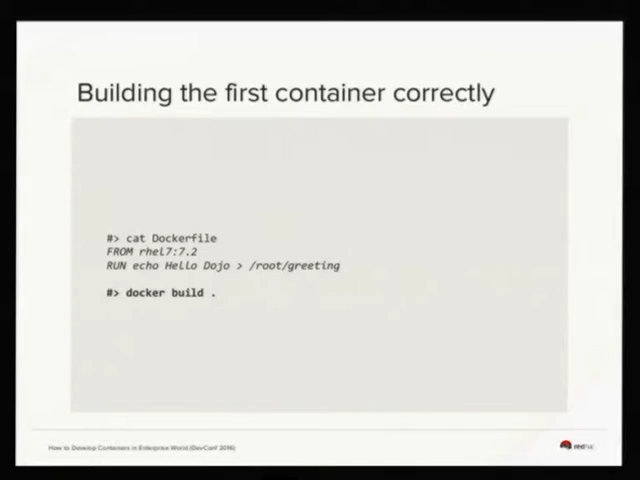 Building the first container correctly
#> cat Dockerfile
FROM rhel7:7.2
RUN echo Hello Dojo > /root/greeting
#> docker build .
How to Develop Containers in Enterprise World (DevConf 2016)
redhat